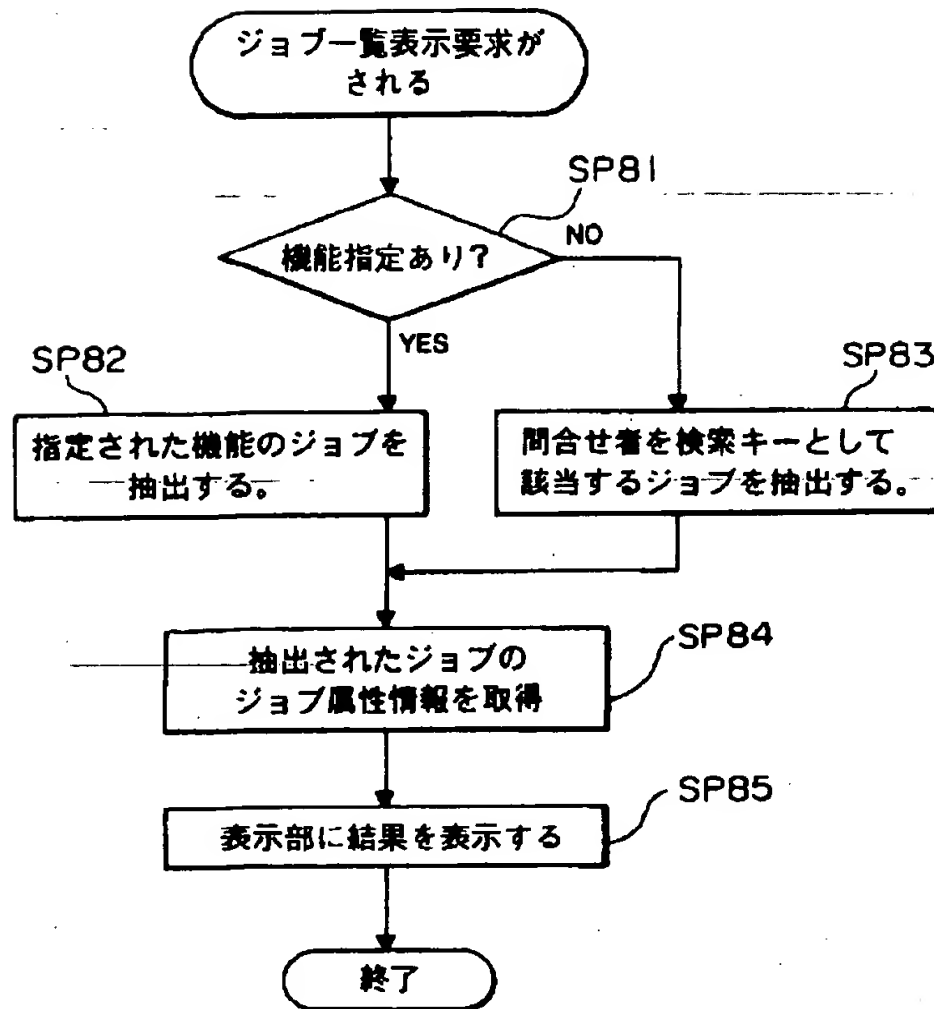 ジョブ一覧表示要求が
される
SP81
機能指定あり?
NO
YES
SP82
指定された機能のジョブを
抽出する。
SP83
問合せ者を検索キーとして
該当するジョブを抽出する。
SP84
抽出されたジョブの
ジョブ属性情報を取得
SP85
表示部に結果を表示する
終了